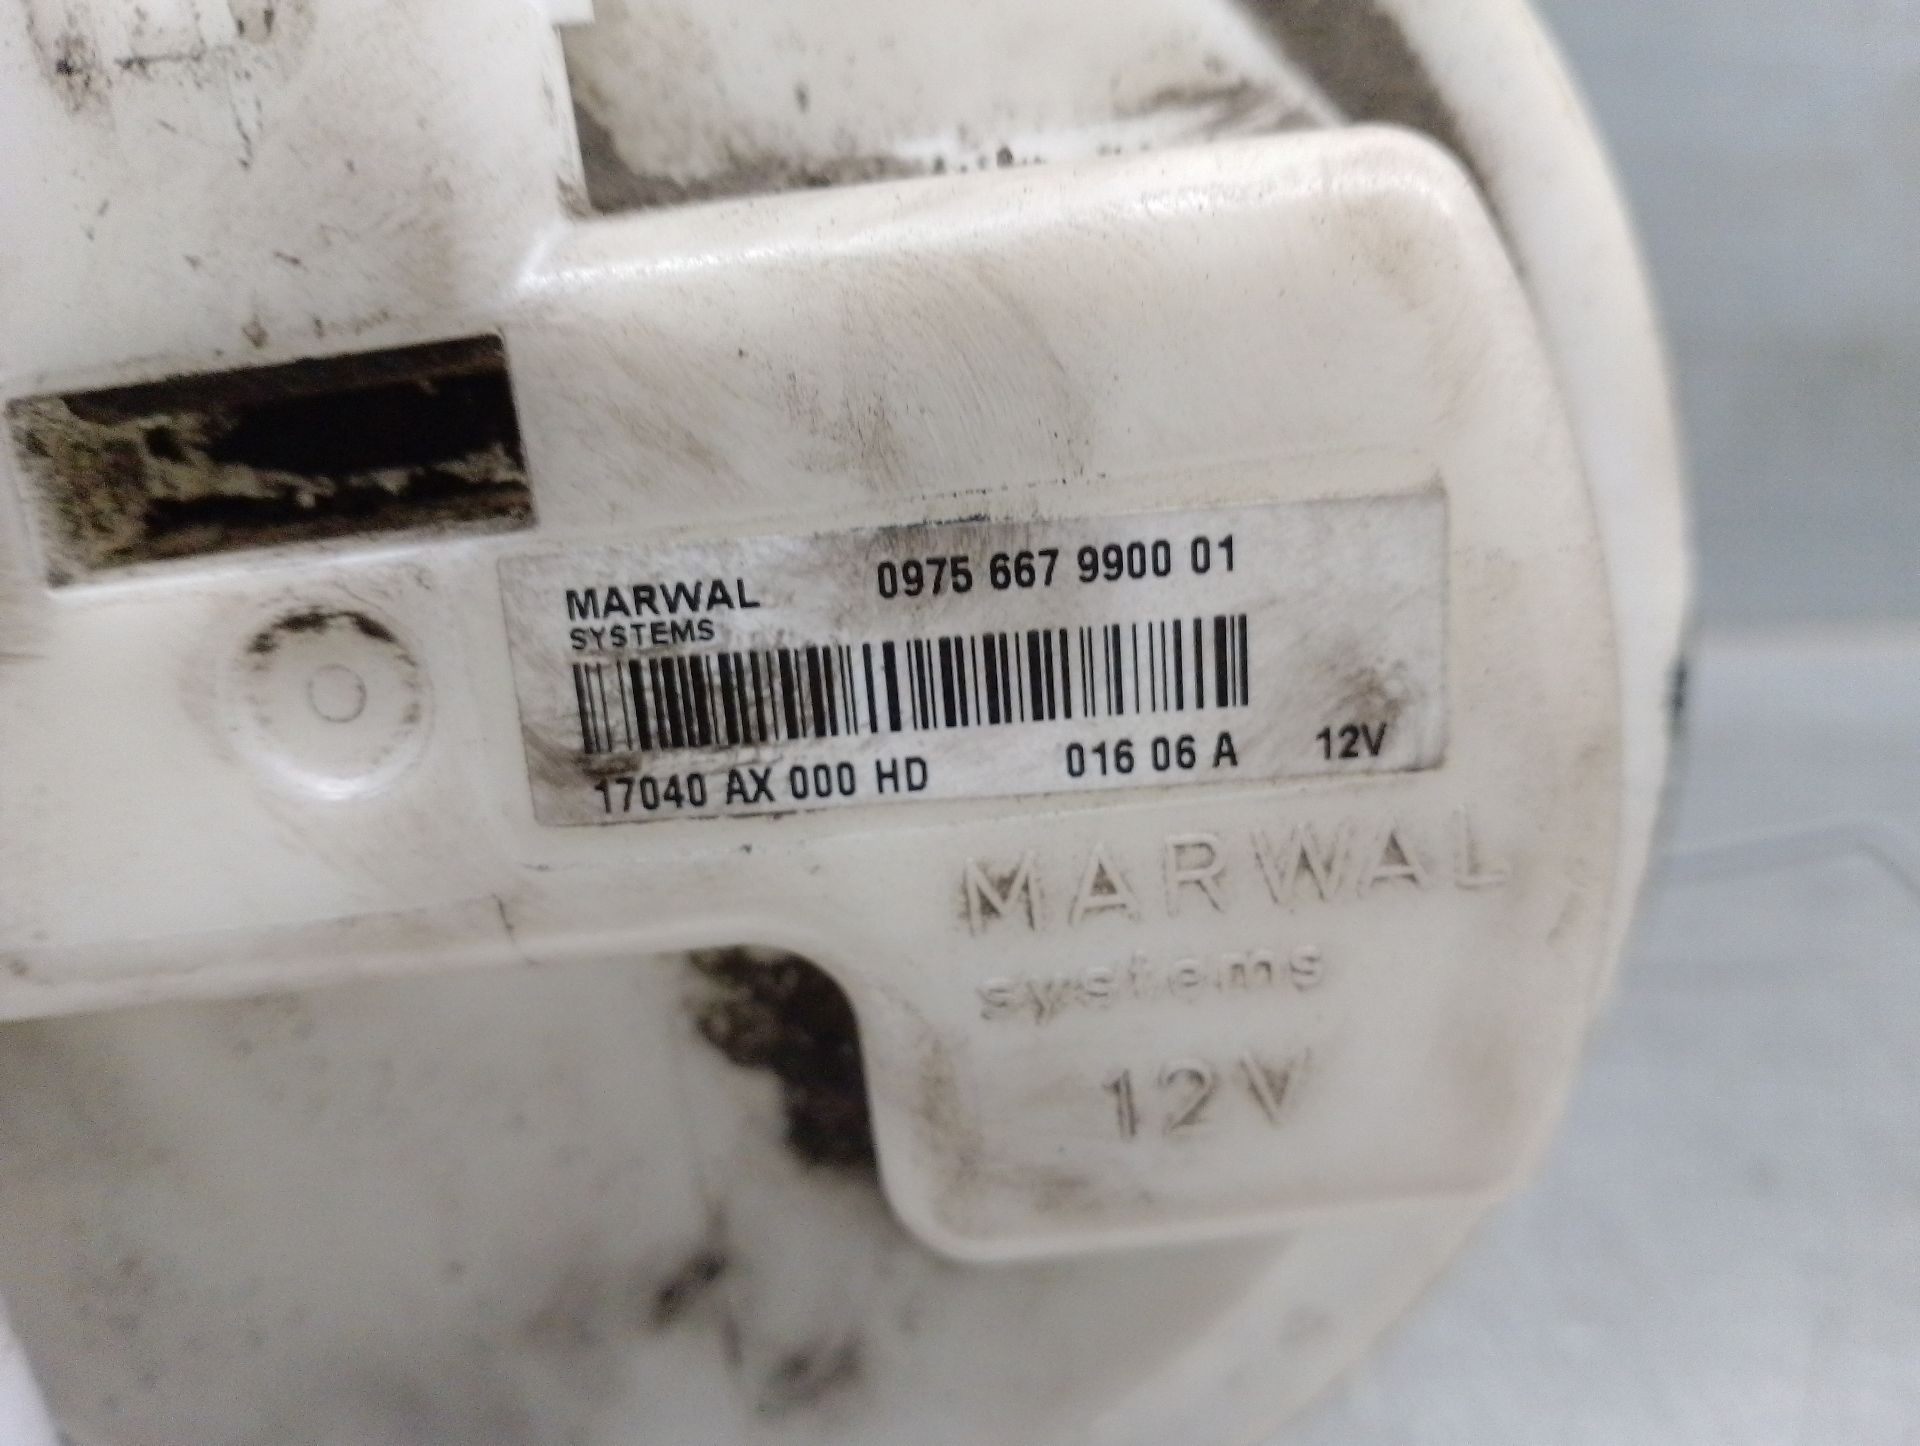 MARWAL 0975 667 9900 01
SYSTEMS
17040 AX 000 HD 016 06 A 12V
MARWAL
systems
12V